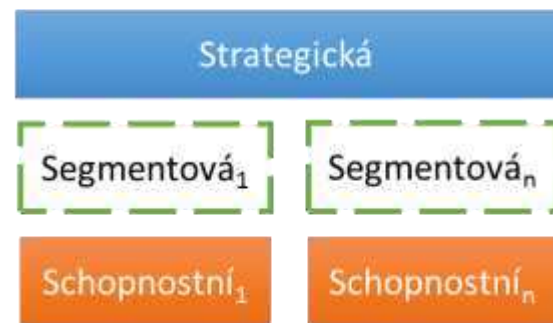 Strategická
Segmentová₁ Segmentováₙ
Schopnostní₁ Schopnostníₙ